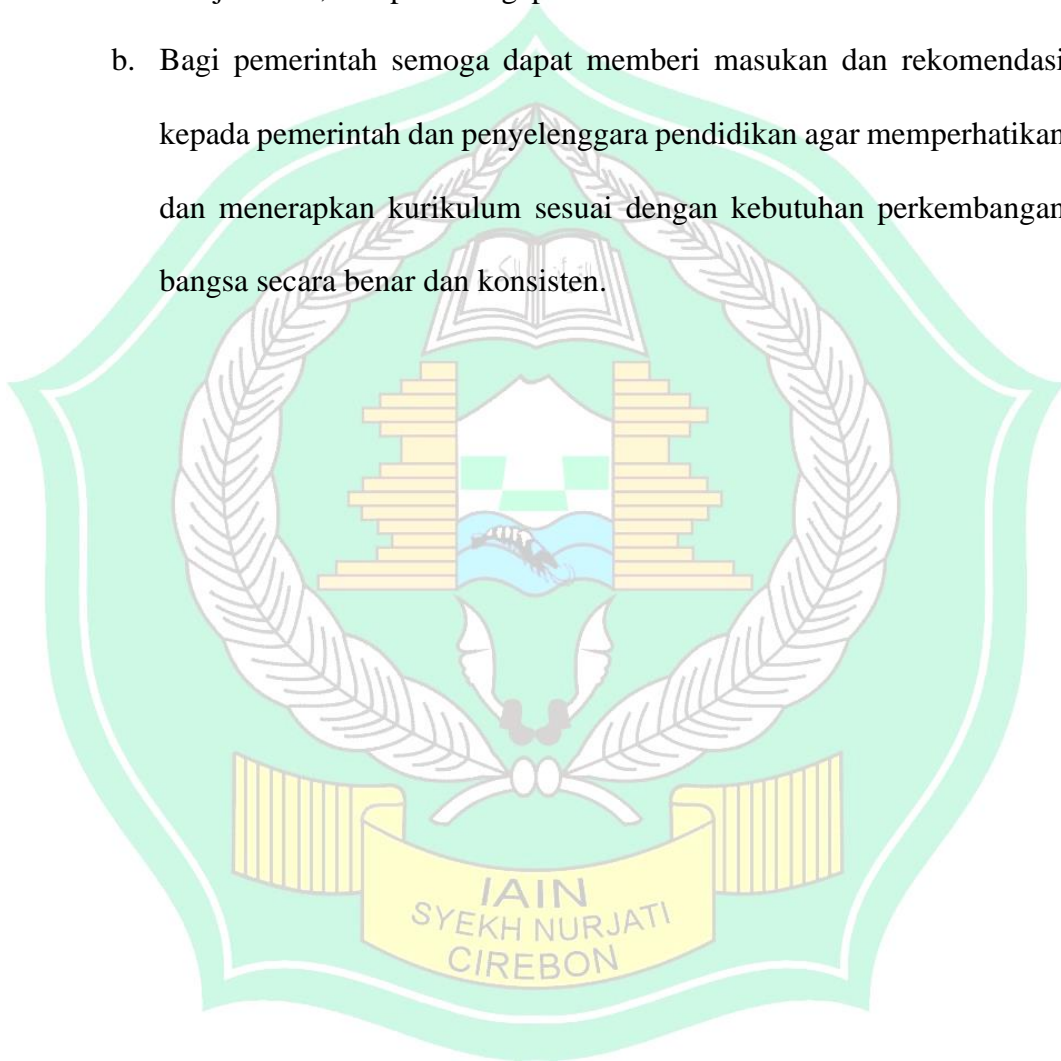 b. Bagi pemerintah semoga dapat memberi masukan dan rekomendasi
kepada pemerintah dan penyelenggara pendidikan agar memperhatikan
dan menerapkan kurikulum sesuai dengan kebutuhan perkembangan
bangsa secara benar dan konsisten.
IAIN
SYEKH NURJATI
CIREBON